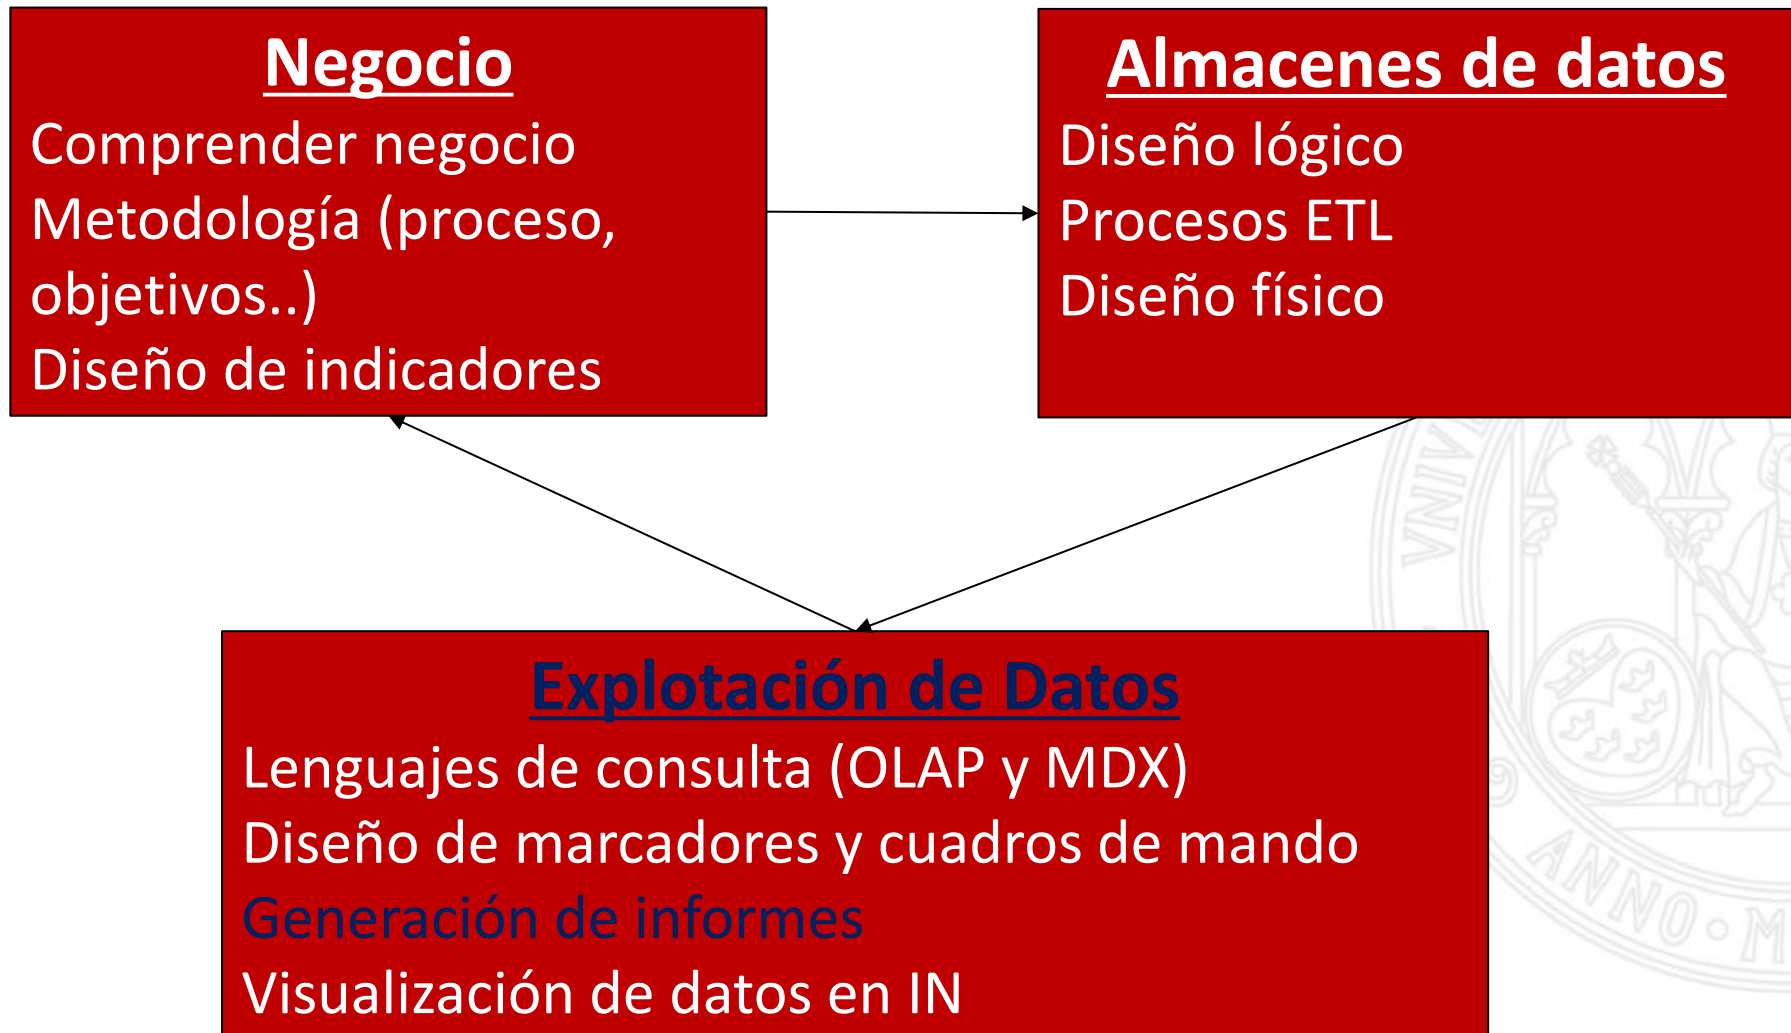 Negocio
Comprender negocio
Metodología (proceso,
objetivos..)
Diseño de indicadores
Almacenes de datos
Diseño lógico
Procesos ETL
Diseño físico
Explotación de Datos
Lenguajes de consulta (OLAP y MDX)
Diseño de marcadores y cuadros de mando
Generación de informes
Visualización de datos en IN
ANNO · M